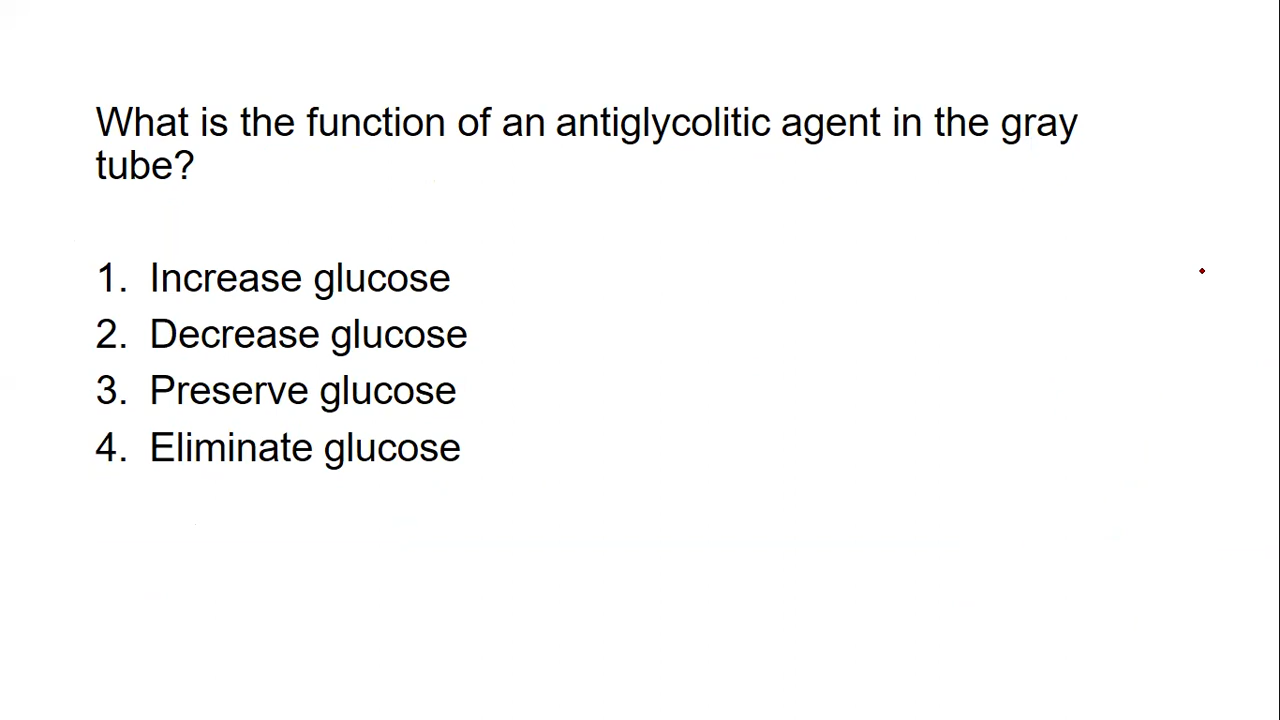 What is the function of an antiglycolitic agent in the gray
tube?
1. Increase glucose
2. Decrease glucose
3. Preserve glucose
4. Eliminate glucose